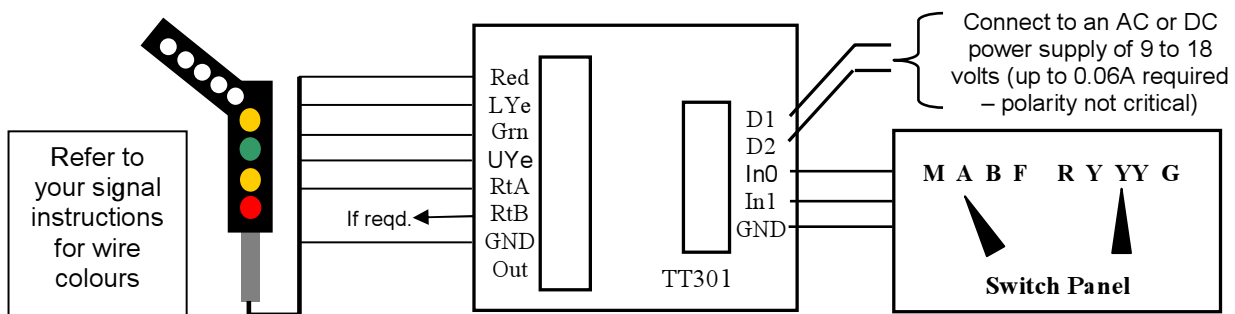 Refer to
your signal
instructions
for wire
colours
If reqd.
Red
LYe
Grn
UYe
RtA
RtB
GND
Out
TT301
D1
D2
In0
In1
GND
Connect to an AC or DC
power supply of 9 to 18
volts (up to 0.06A required
– polarity not critical)
M A B F R Y YY G
Switch Panel